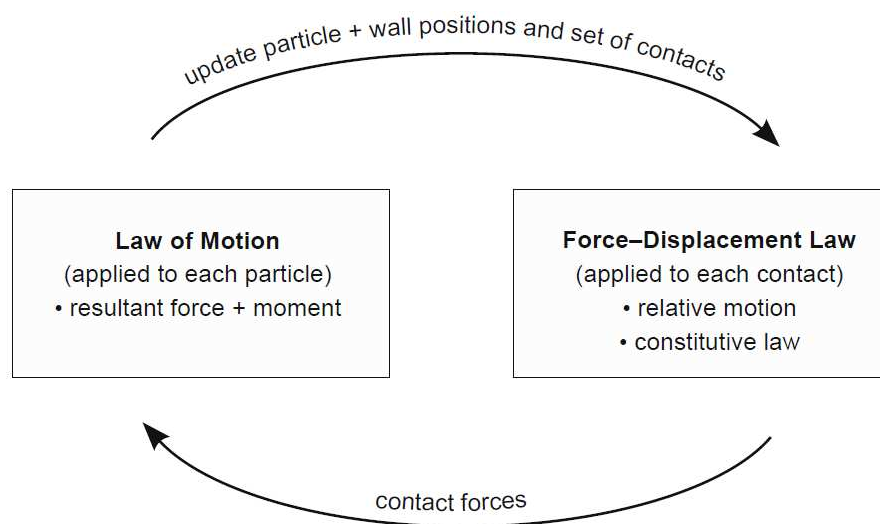 update particle + wall positions and set of contacts
Law of Motion
(applied to each particle)
• resultant force + moment
Force–Displacement Law
(applied to each contact)
• relative motion
• constitutive law
contact forces